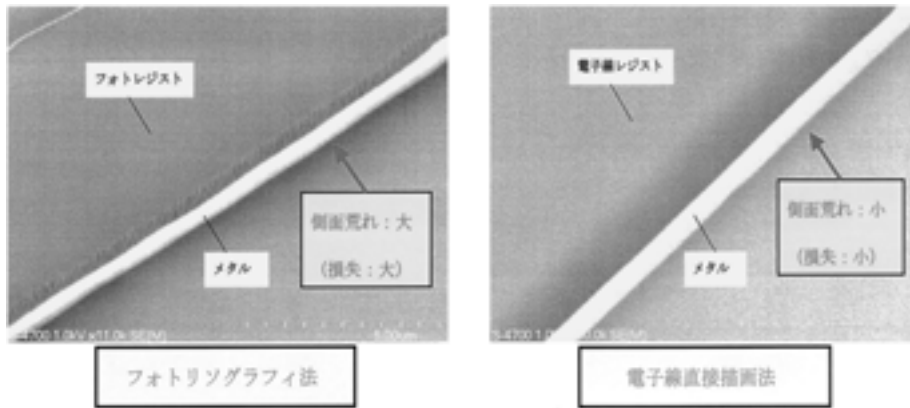 フォトレジスト
側面荒れ：大
(損失：大)
メタル
フォトリソグラフィ法
電子線レジスト
側面荒れ：小
(損失：小)
メタル
電子線直接描画法